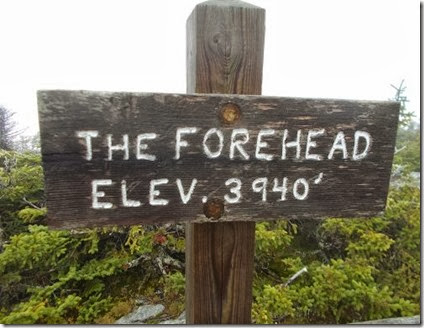 THE FOREHEAD
ELEV. 3940'